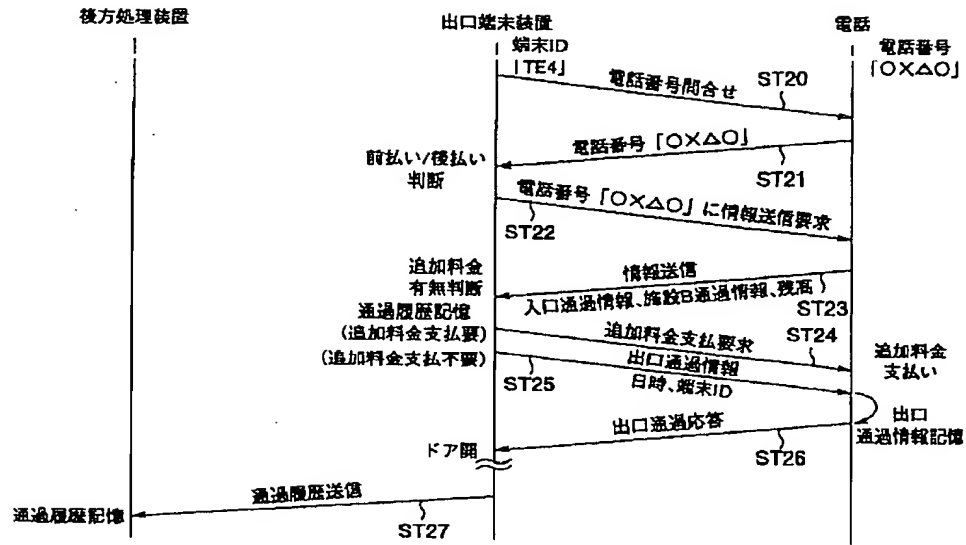 後方処理装置
出口端末装置
電話
端末ID
「TE4」
電話番号
「○×△○」
電話番号問合せ
ST20
電話番号「○×△○」
ST21
前払い/後払い
判断
電話番号「○×△○」に情報送信要求
ST22
追加料金
有無判断
情報送信
入口通過情報、施設B通過情報、残高
ST23
通過履歴記憶
(追加料金支払要)
追加料金支払要求
ST24
追加料金
支払い
(追加料金支払不要)
出口通過情報
日時、端末ID
ST25
出口
通過情報記憶
出口通過応答
ST26
ドア開
通過履歴送信
ST27
通過履歴記憶